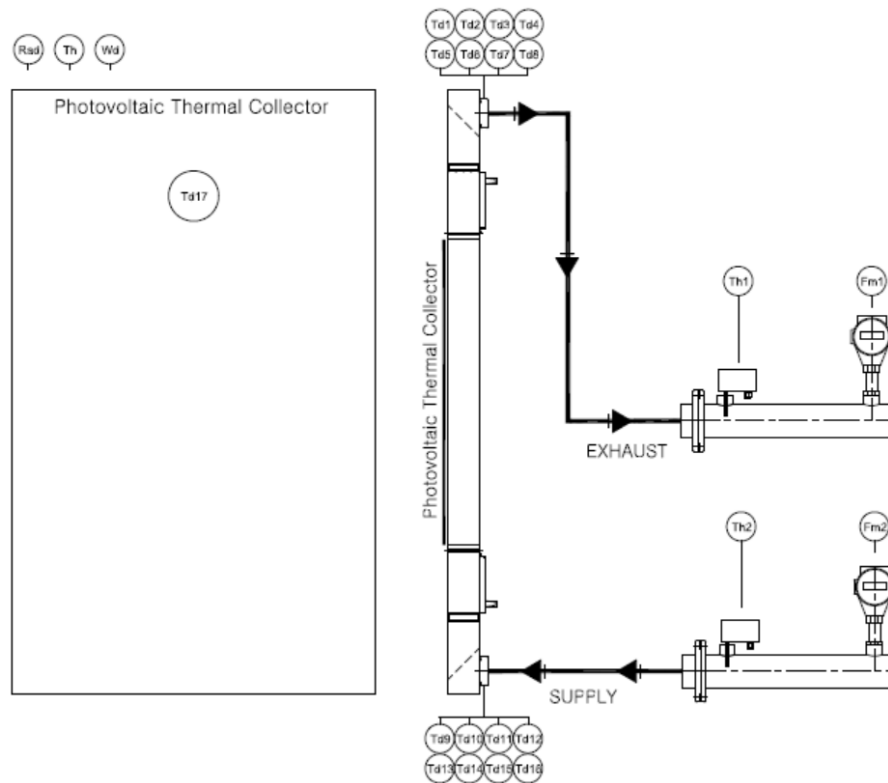 Td1 Td2 Td3 Td4
Rad Th Wd
Td5 Td6 Td7 Td8
Photovoltaic Thermal Collector
Td17
Photovoltaic Thermal Collector
Th1 Fm1
EXHAUST
Th2 Fm2
SUPPLY
Td9 Td10 Td11 Td12
Td13 Td14 Td15 Td16